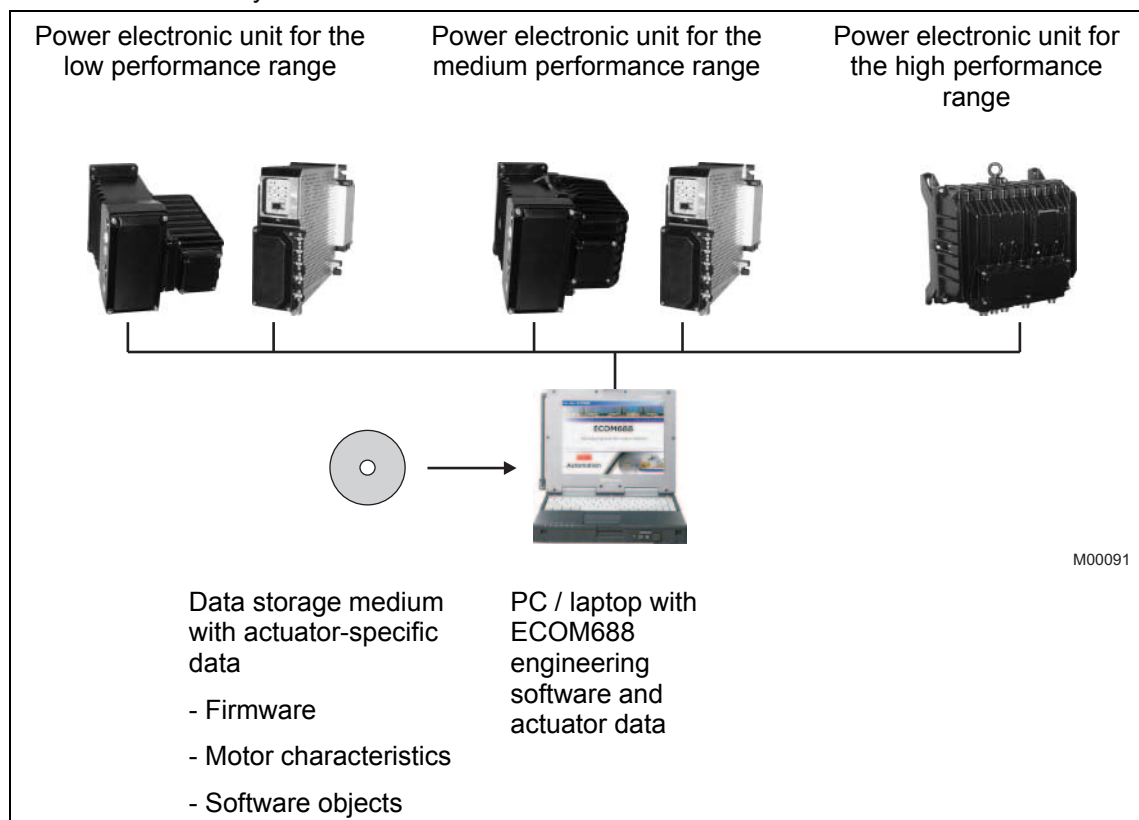 Power electronic unit for the
low performance range
Power electronic unit for the
medium performance range
Power electronic unit for
the high performance
range
ECOM688
Automation
M00091
Data storage medium
with actuator-specific
data
- Firmware
- Motor characteristics
- Software objects
PC / laptop with
ECOM688
engineering
software and
actuator data